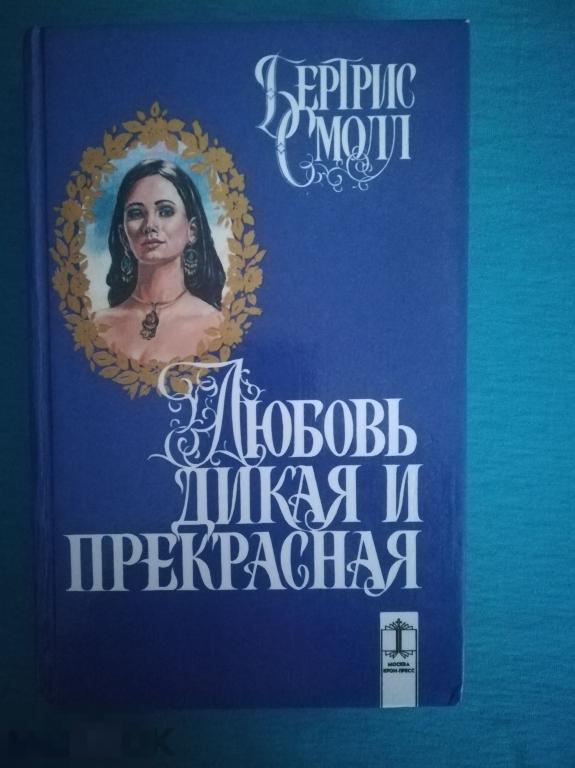 БЕРТРИС
СМОЛЛ
ЛЮБОВЬ
ДИКАЯ И
ПРЕКРАСНАЯ
МОСКВА
КРОН-ПРЕСС